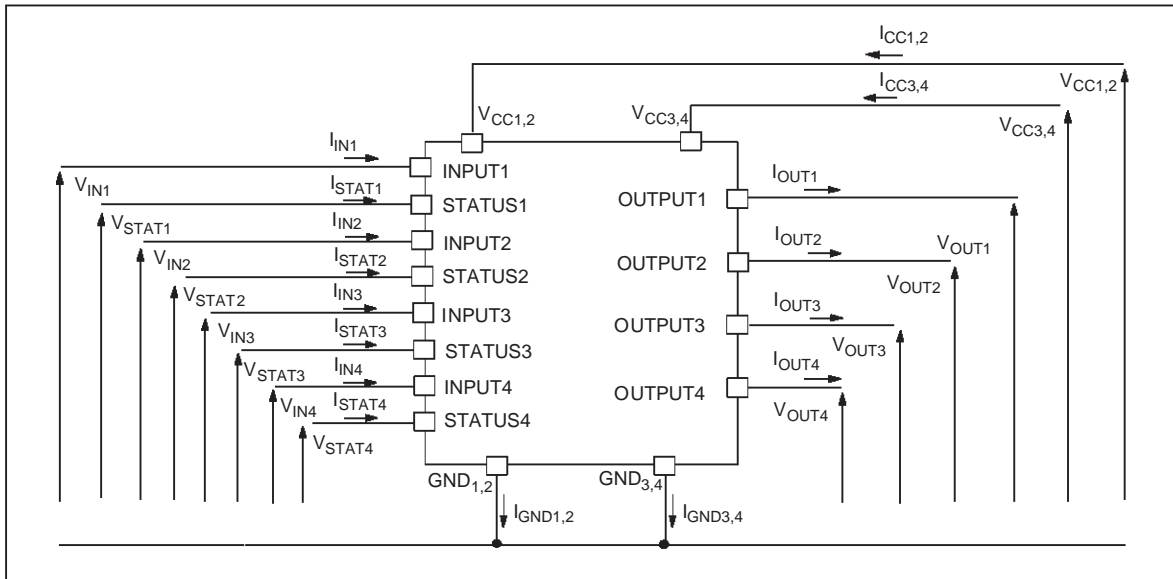 I_CC1,2
I_CC3,4
V_CC1,2
V_CC3,4
V_CC1,2
V_CC3,4
I_IN1
INPUT1
V_IN1
I_STAT1
STATUS1
OUTPUT1
I_OUT1
V_STAT1
I_IN2
INPUT2
V_IN2
I_STAT2
STATUS2
OUTPUT2
I_OUT2
V_OUT1
V_STAT2
I_IN3
INPUT3
V_OUT2
V_IN3
I_STAT3
STATUS3
OUTPUT3
I_OUT3
V_OUT3
V_STAT3
I_IN4
INPUT4
OUTPUT4
I_OUT4
V_IN4
I_STAT4
STATUS4
V_OUT4
V_STAT4
GND_1,2
GND_3,4
I_GND1,2
I_GND3,4